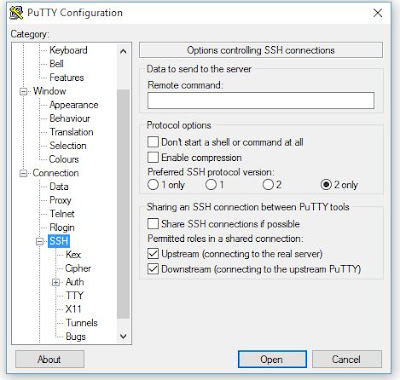 PuTTY Configuration
Category:
Keyboard
Bell
Features
Window
Appearance
Behaviour
Translation
Selection
Colours
Connection
Data
Proxy
Telnet
Rlogin
SSH
Kex
Cipher
Auth
TTY
X11
Tunnels
Bugs
Options controlling SSH connections
Data to send to the server
Remote command:
Protocol options
Don't start a shell or command at all
Enable compression
Preferred SSH protocol version:
1 only 1 2 2 only
Sharing an SSH connection between PuTTY tools
Share SSH connections if possible
Permitted roles in a shared connection:
Upstream (connecting to the real server)
Downstream (connecting to the upstream PuTTY)
About Open Cancel